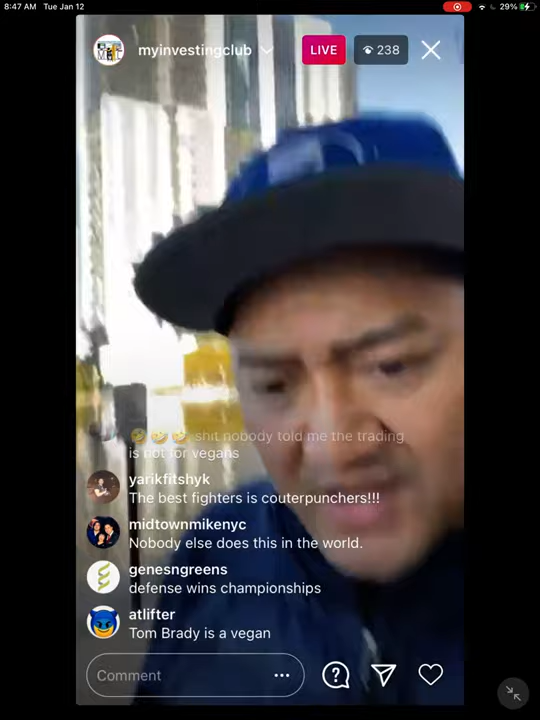 8:47 AM Tue Jan 12
29%
myinvestingclub
LIVE
238
🤣 🤣 🤣 shit nobody told me the trading
is not for vegans
yarikfitshyk
The best fighters is couterpunchers!!!
midtownmikenyc
Nobody else does this in the world.
genesngreens
defense wins championships
atlifter
Tom Brady is a vegan
Comment